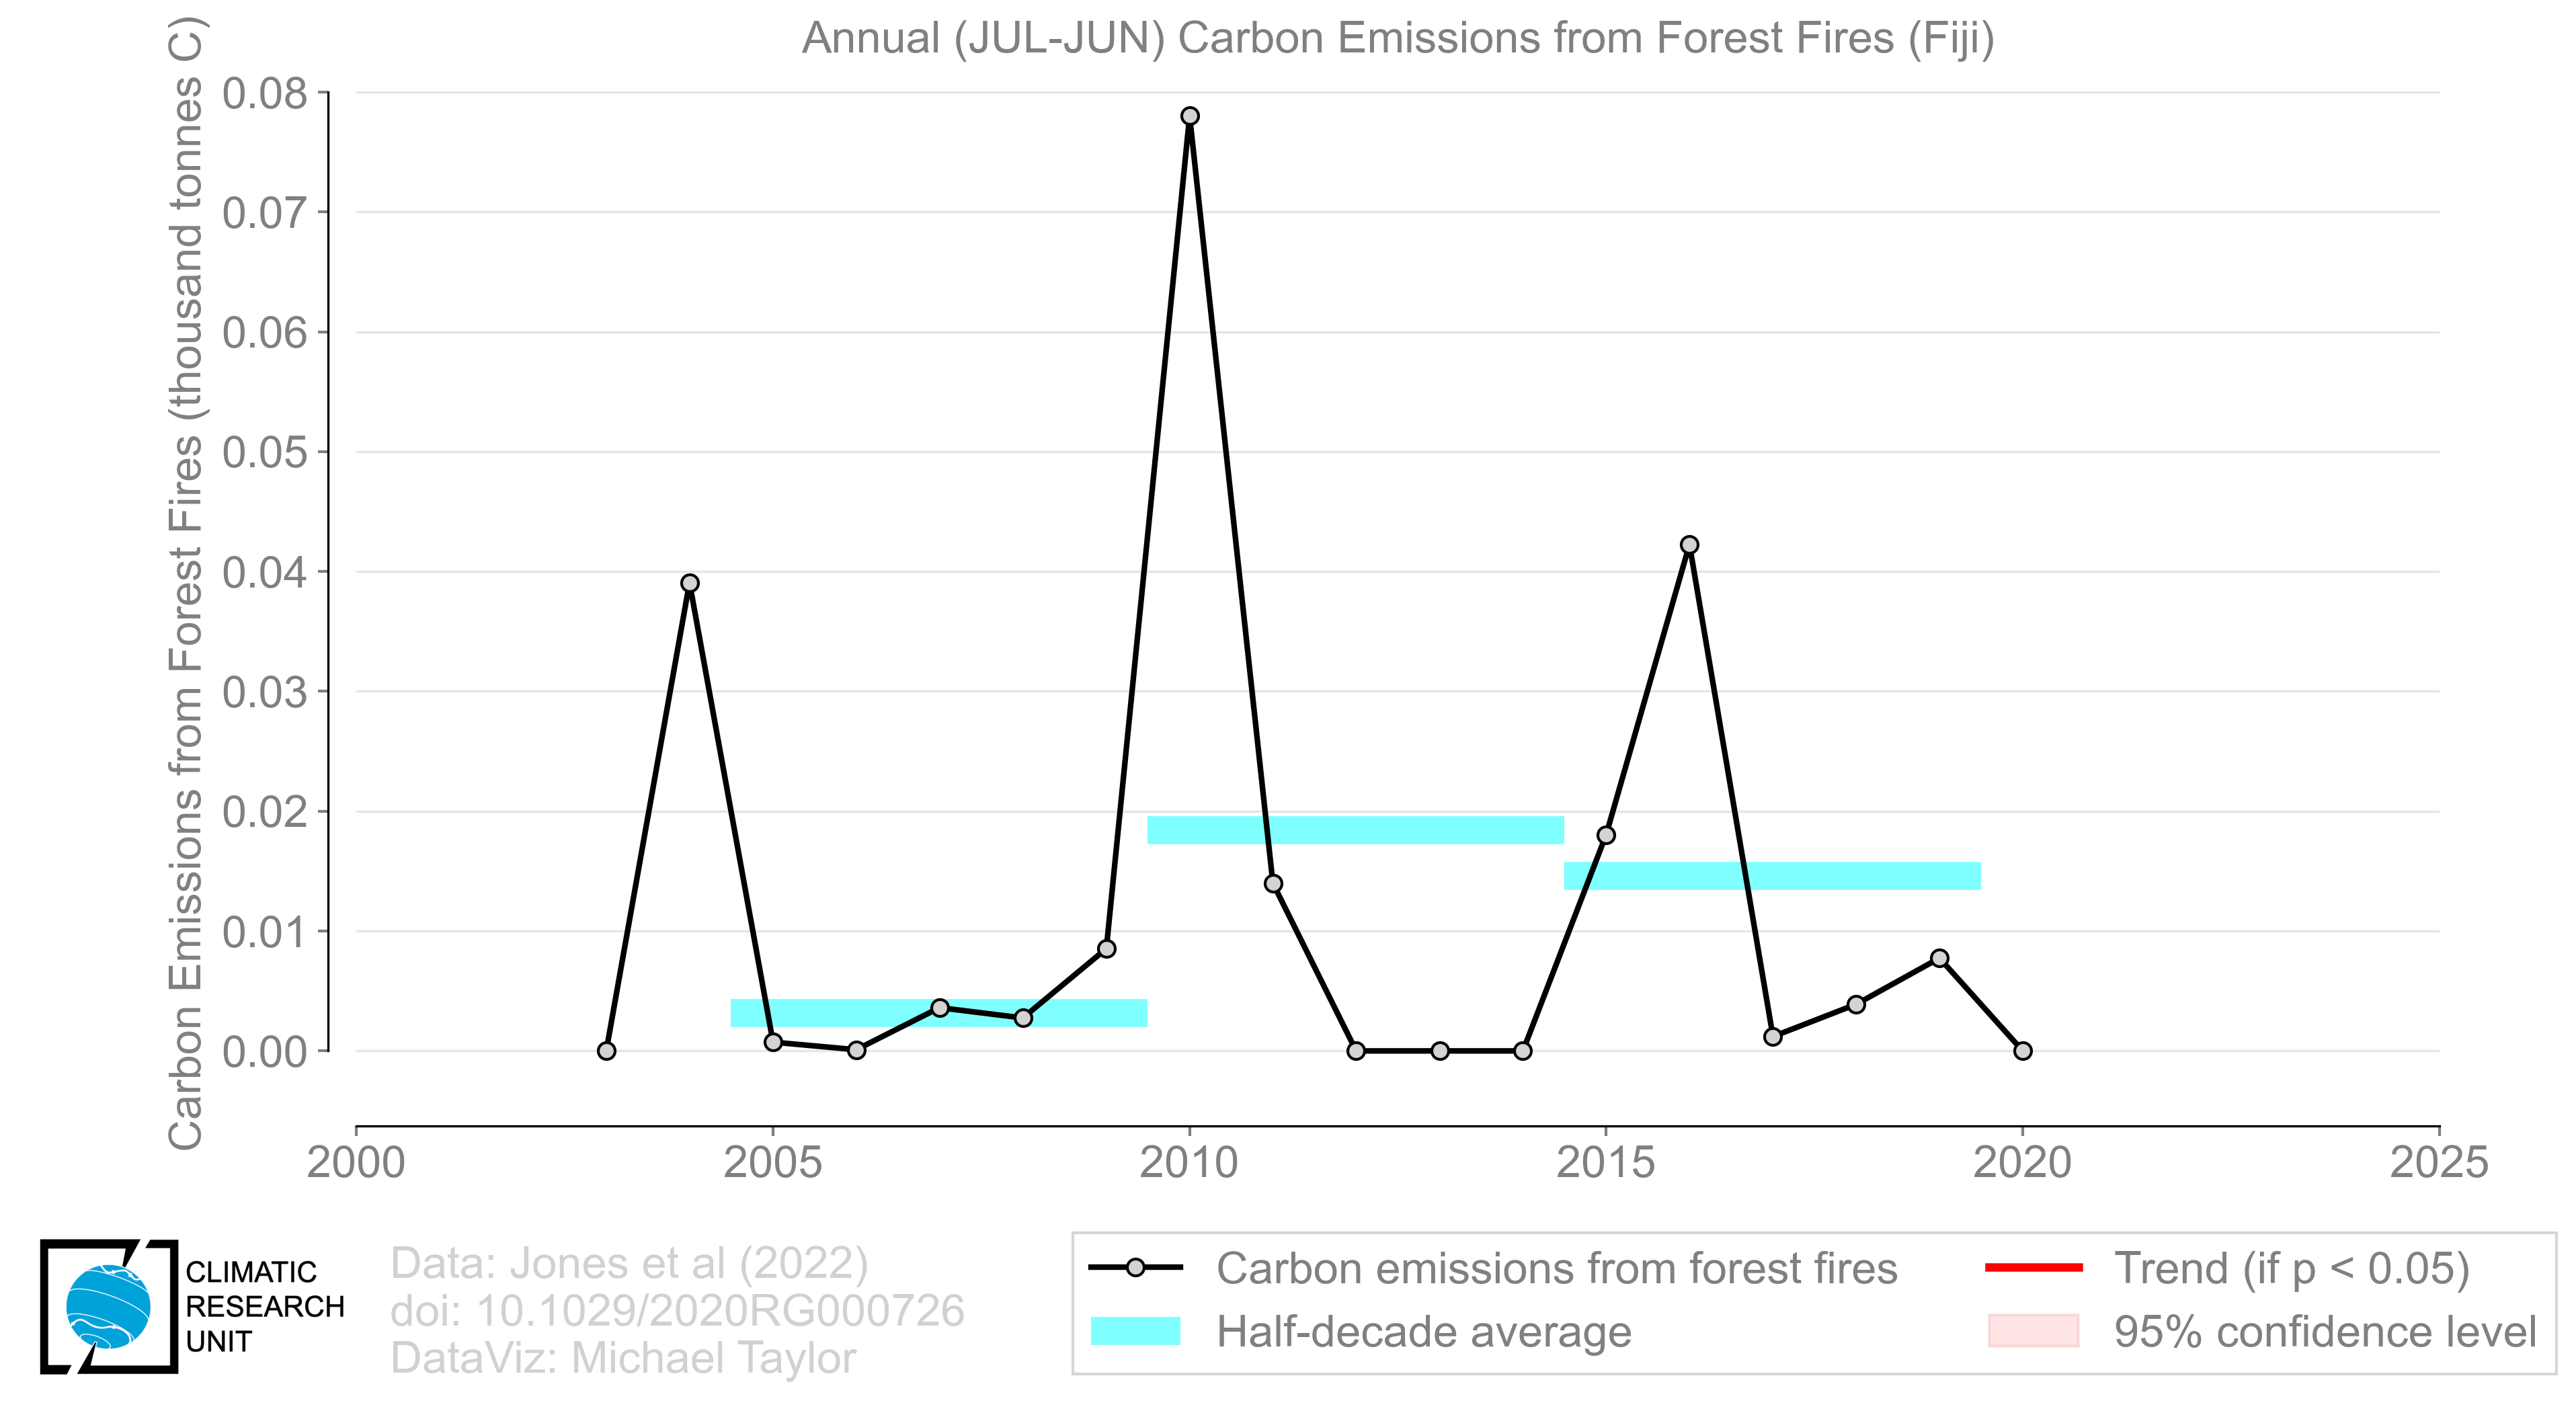 Annual (JUL-JUN) Carbon Emissions from Forest Fires (Fiji)
Carbon Emissions from Forest Fires (thousand tonnes C)
0.08
0.07
0.06
0.05
0.04
0.03
0.02
0.01
0.00
2000
2005
2010
2015
2020
2025
CLIMATIC
RESEARCH
UNIT
Data: Jones et al (2022)
doi: 10.1029/2020RG000726
DataViz: Michael Taylor
Carbon emissions from forest fires
Half-decade average
Trend (if p < 0.05)
95% confidence level